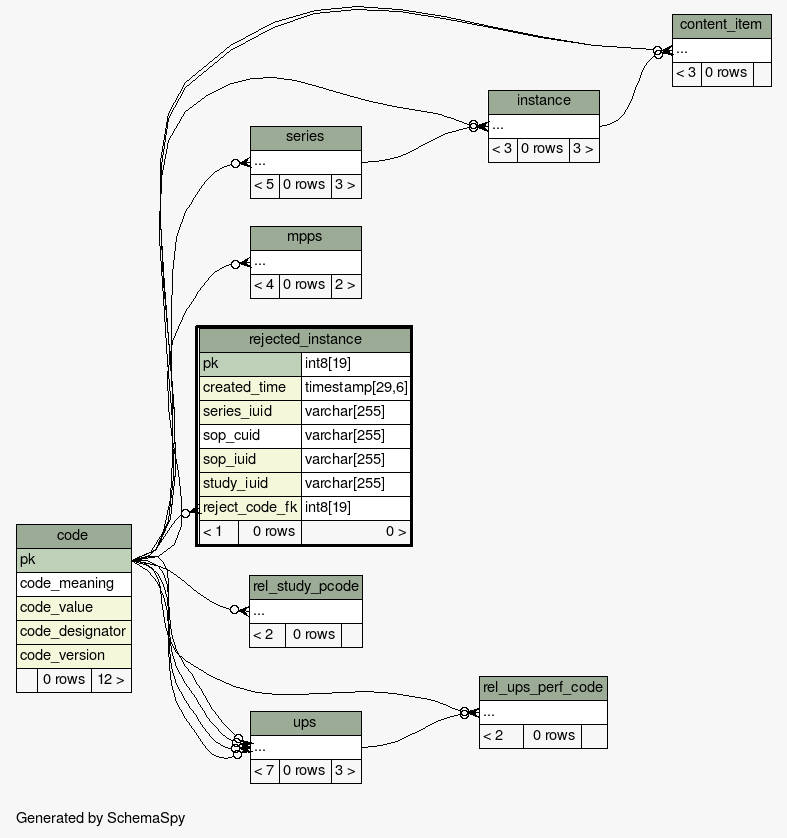 content_item
...
< 3 0 rows
instance
...
< 3 0 rows 3 >
series
...
< 5 0 rows 3 >
mpps
...
< 4 0 rows 2 >
rejected_instance
pk int8[19]
created_time timestamp[29,6]
series_iuid varchar[255]
sop_cuid varchar[255]
sop_iuid varchar[255]
study_iuid varchar[255]
reject_code_fk int8[19]
< 1 0 rows 0 >
code
pk
code_meaning
code_value
code_designator
code_version
0 rows 12 >
rel_study_pcode
...
< 2 0 rows
rel_ups_perf_code
...
< 2 0 rows
ups
...
< 7 0 rows 3 >
Generated by SchemaSpy